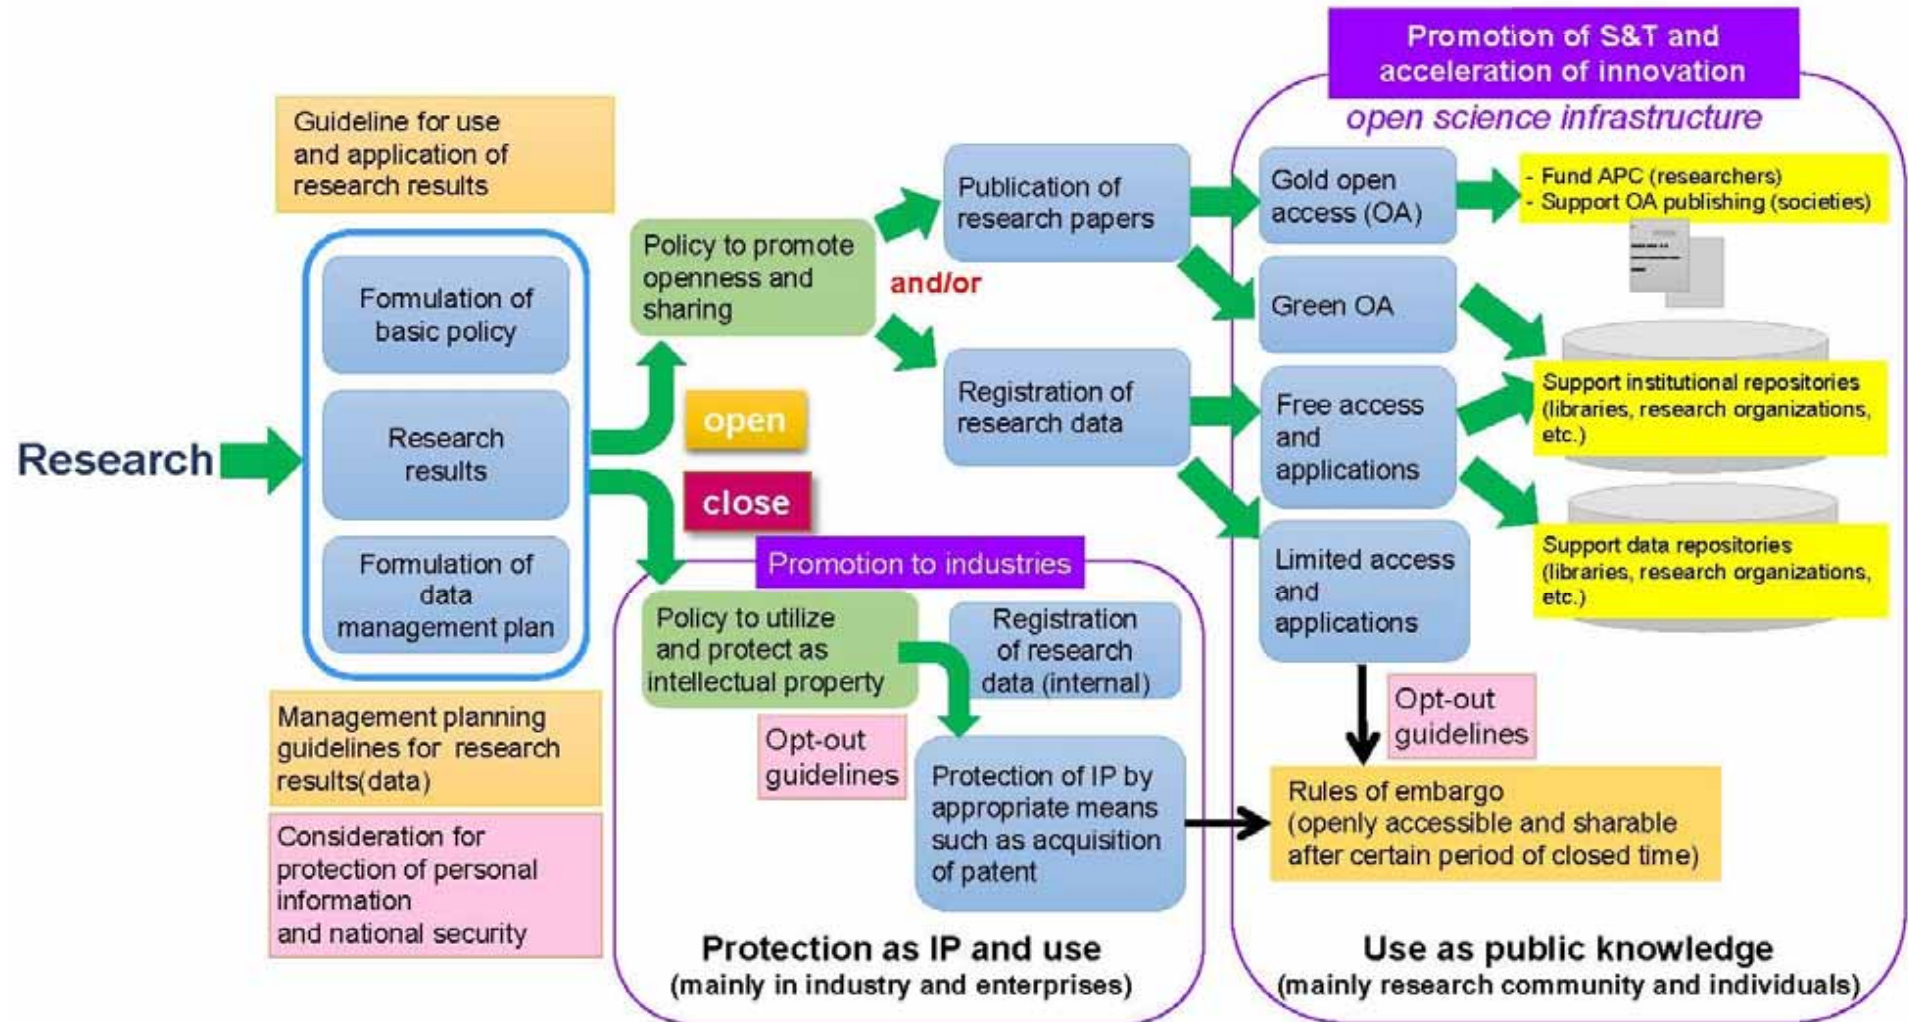 Promotion of S&T and
acceleration of innovation
open science infrastructure
Guideline for use
and application of
research results
Formulation of
basic policy
Research
results
Formulation of
data
management plan
Research
Management planning
guidelines for research
results(data)
Consideration for
protection of personal
information
and national security
Policy to promote
openness and
sharing
and/or
open
close
Publication of
research papers
Registration of
research data
Gold open
access (OA)
Green OA
Free access
and
applications
Limited access
and
applications
- Fund APC (researchers)
- Support OA publishing (societies)
Support institutional repositories
(libraries, research organizations,
etc.)
Support data repositories
(libraries, research organizations,
etc.)
Promotion to industries
Policy to utilize
and protect as
intellectual property
Registration
of research
data (internal)
Opt-out
guidelines
Protection of IP by
appropriate means
such as acquisition
of patent
Opt-out
guidelines
Rules of embargo
(openly accessible and sharable
after certain period of closed time)
Protection as IP and use
(mainly in industry and enterprises)
Use as public knowledge
(mainly research community and individuals)